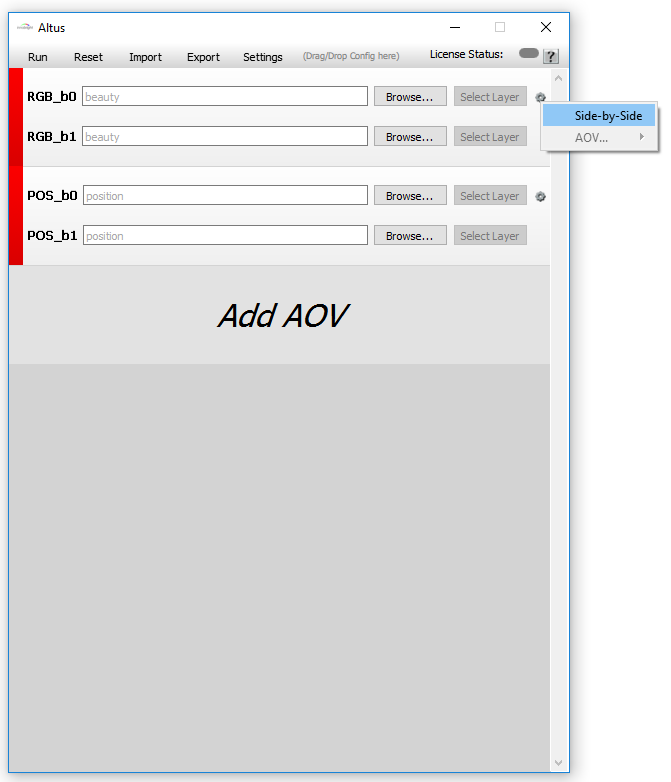 Altus
Run Reset Import Export Settings (Drag/Drop Config here) License Status: ?
RGB_b0 beauty Browse... Select Layer
Side-by-Side
RGB_b1 beauty Browse... Select Layer
AOV...
POS_b0 position Browse... Select Layer
POS_b1 position Browse... Select Layer
Add AOV